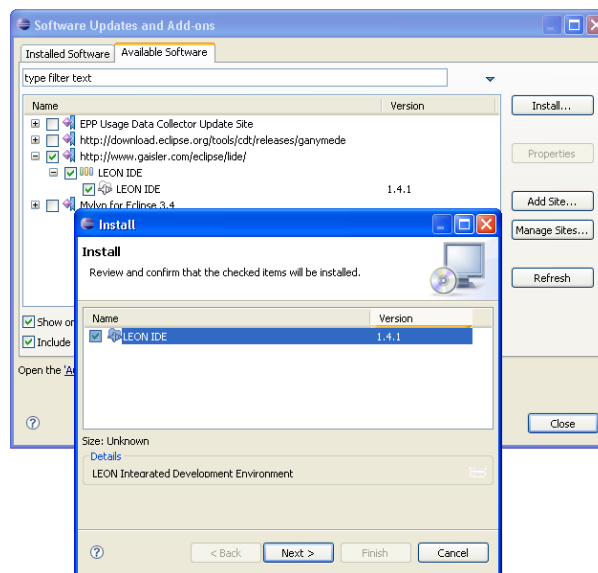 Software Updates and Add-ons
Installed Software Available Software
type filter text
Name Version
EPP Usage Data Collector Update Site
http://download.eclipse.org/tools/cdt/releases/ganymede
http://www.gaisler.com/eclipse/lide/
LEON IDE
LEON IDE 1.4.1
Mylyn for Eclipse 3.4
Install...
Properties
Add Site...
Manage Sites...
Refresh
Show on
Include
Open the 'Au
Close
Install
Install
Review and confirm that the checked items will be installed.
Name Version
LEON IDE 1.4.1
Size: Unknown
Details
LEON Integrated Development Environment
< Back Next > Finish Cancel